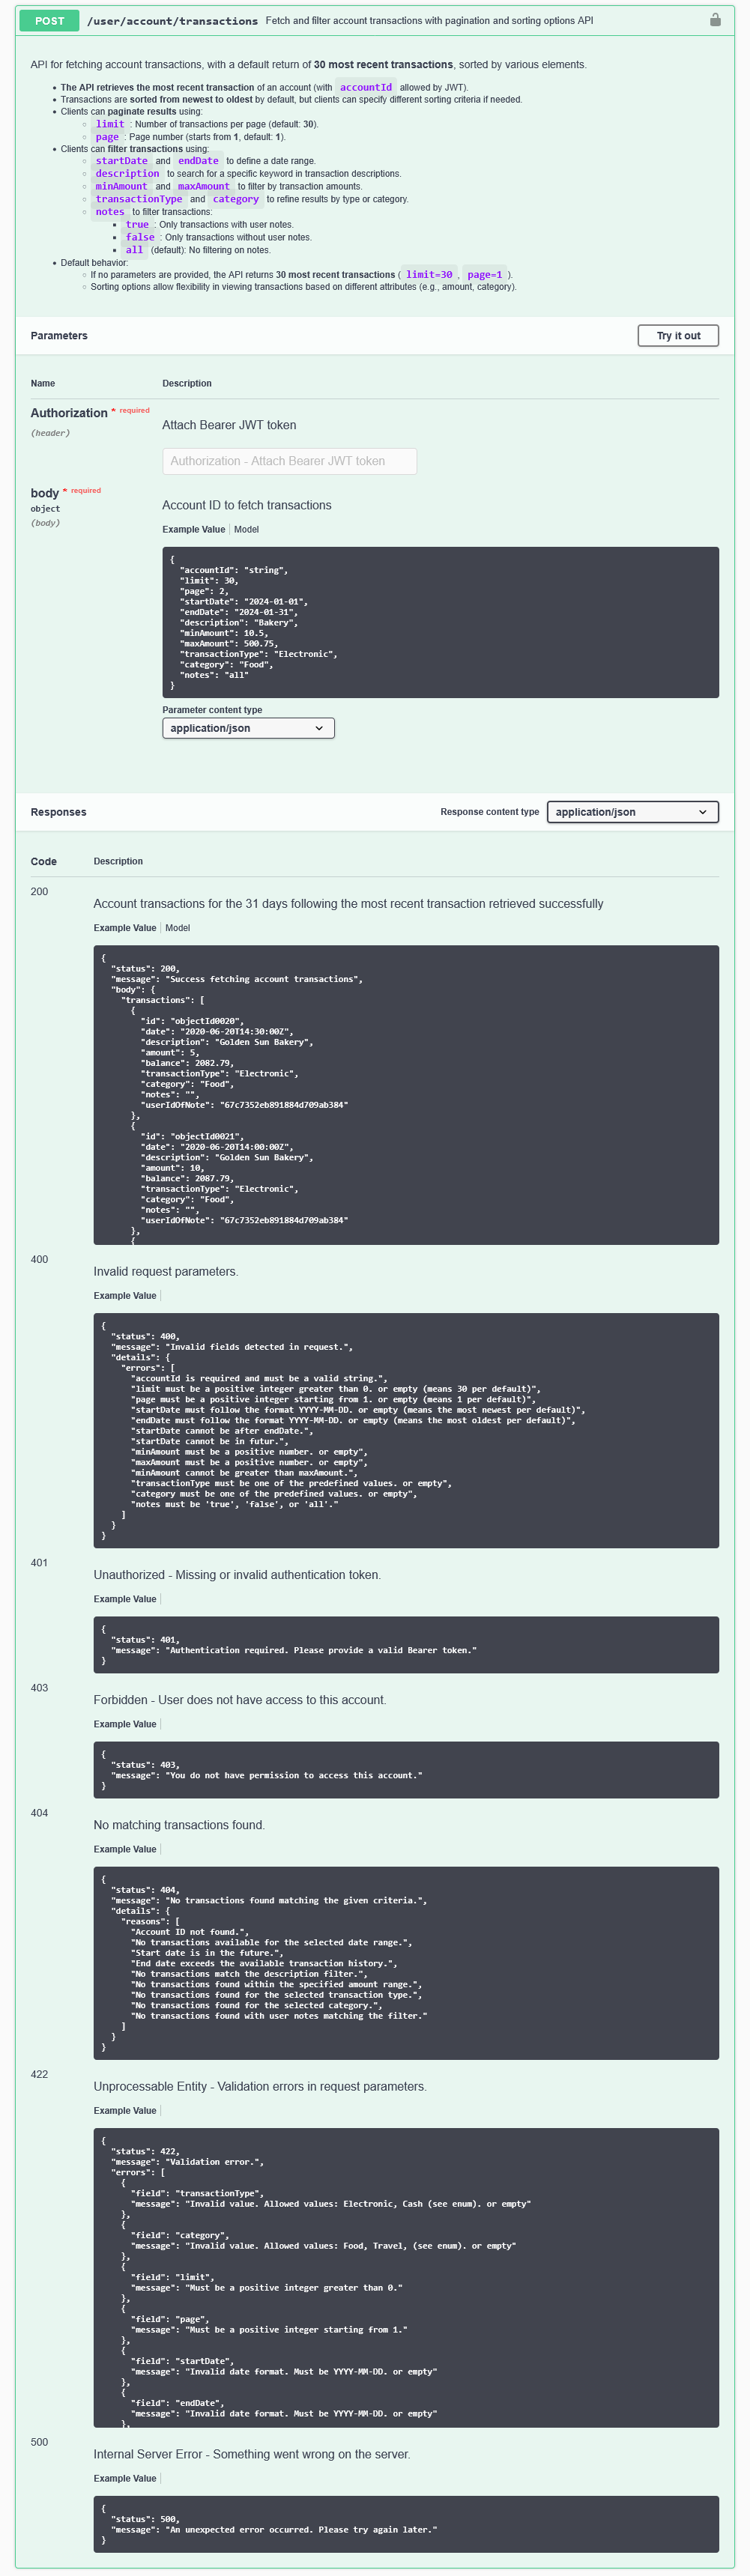 POST /user/account/transactions Fetch and filter account transactions with pagination and sorting options API
API for fetching account transactions, with a default return of 30 most recent transactions, sorted by various elements.
• The API retrieves the most recent transaction of an account (with accountId allowed by JWT).
• Transactions are sorted from newest to oldest by default, but clients can specify different sorting criteria if needed.
• Clients can paginate results using:
○ limit : Number of transactions per page (default: 30).
○ page : Page number (starts from 1, default: 1).
• Clients can filter transactions using:
○ startDate and endDate to define a date range.
○ description to search for a specific keyword in transaction descriptions.
○ minAmount and maxAmount to filter by transaction amounts.
○ transactionType and category to refine results by type or category.
○ notes to filter transactions:
▪ true : Only transactions with user notes.
▪ false : Only transactions without user notes.
▪ all (default): No filtering on notes.
• Default behavior:
○ If no parameters are provided, the API returns 30 most recent transactions ( limit=30 , page=1 ).
○ Sorting options allow flexibility in viewing transactions based on different attributes (e.g., amount, category).
Parameters Try it out
Name Description
Authorization * required
(header)
Attach Bearer JWT token
Authorization - Attach Bearer JWT token
body * required
object
(body)
Account ID to fetch transactions
Example Value | Model
{
"accountId": "string",
"limit": 30,
"page": 2,
"startDate": "2024-01-01",
"endDate": "2024-01-31",
"description": "Bakery",
"minAmount": 10.5,
"maxAmount": 500.75,
"transactionType": "Electronic",
"category": "Food",
"notes": "all"
}
Parameter content type
application/json
Responses Response content type application/json
Code Description
200
Account transactions for the 31 days following the most recent transaction retrieved successfully
Example Value | Model
{
"status": 200,
"message": "Success fetching account transactions",
"body": {
"transactions": [
{
"id": "objectId0020",
"date": "2020-06-20T14:30:00Z",
"description": "Golden Sun Bakery",
"amount": 5,
"balance": 2082.79,
"transactionType": "Electronic",
"category": "Food",
"notes": "",
"userIdOfNote": "67c7352eb891884d709ab384"
},
{
"id": "objectId0021",
"date": "2020-06-20T14:00:00Z",
"description": "Golden Sun Bakery",
"amount": 10,
"balance": 2087.79,
"transactionType": "Electronic",
"category": "Food",
"notes": "",
"userIdOfNote": "67c7352eb891884d709ab384"
},
{
400
Invalid request parameters.
Example Value |
{
"status": 400,
"message": "Invalid fields detected in request.",
"details": {
"errors": [
"accountId is required and must be a valid string.",
"limit must be a positive integer greater than 0. or empty (means 30 per default)",
"page must be a positive integer starting from 1. or empty (means 1 per default)",
"startDate must follow the format YYYY-MM-DD. or empty (means the most newest per default)",
"endDate must follow the format YYYY-MM-DD. or empty (means the most oldest per default)",
"startDate cannot be after endDate.",
"startDate cannot be in futur.",
"minAmount must be a positive number. or empty",
"maxAmount must be a positive number. or empty",
"minAmount cannot be greater than maxAmount.",
"transactionType must be one of the predefined values. or empty",
"category must be one of the predefined values. or empty",
"notes must be 'true', 'false', or 'all'."
]
}
}
401
Unauthorized - Missing or invalid authentication token.
Example Value |
{
"status": 401,
"message": "Authentication required. Please provide a valid Bearer token."
}
403
Forbidden - User does not have access to this account.
Example Value |
{
"status": 403,
"message": "You do not have permission to access this account."
}
404
No matching transactions found.
Example Value |
{
"status": 404,
"message": "No transactions found matching the given criteria.",
"details": {
"reasons": [
"Account ID not found.",
"No transactions available for the selected date range.",
"Start date is in the future.",
"End date exceeds the available transaction history.",
"No transactions match the description filter.",
"No transactions found within the specified amount range.",
"No transactions found for the selected transaction type.",
"No transactions found for the selected category.",
"No transactions found with user notes matching the filter."
]
}
}
422
Unprocessable Entity - Validation errors in request parameters.
Example Value |
{
"status": 422,
"message": "Validation error.",
"errors": [
{
"field": "transactionType",
"message": "Invalid value. Allowed values: Electronic, Cash (see enum). or empty"
},
{
"field": "category",
"message": "Invalid value. Allowed values: Food, Travel, (see enum). or empty"
},
{
"field": "limit",
"message": "Must be a positive integer greater than 0."
},
{
"field": "page",
"message": "Must be a positive integer starting from 1."
},
{
"field": "startDate",
"message": "Invalid date format. Must be YYYY-MM-DD. or empty"
},
{
"field": "endDate",
"message": "Invalid date format. Must be YYYY-MM-DD. or empty"
},
500
Internal Server Error - Something went wrong on the server.
Example Value |
{
"status": 500,
"message": "An unexpected error occurred. Please try again later."
}